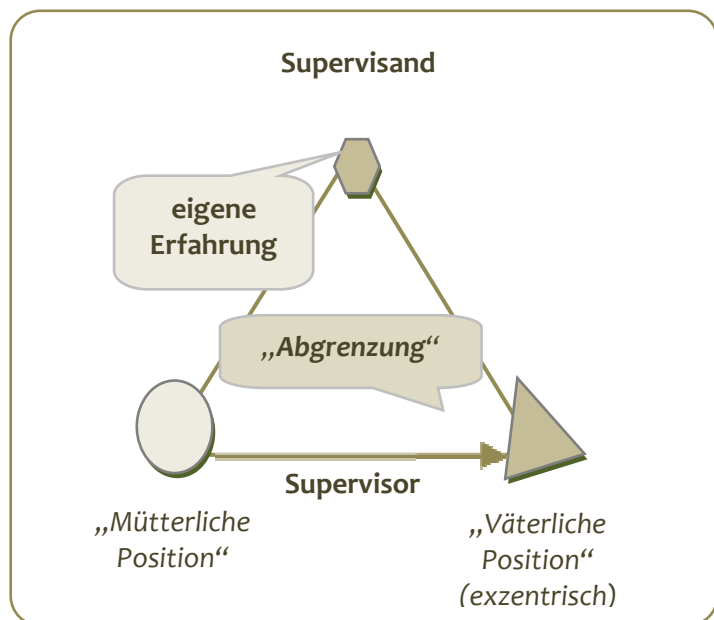 Supervisand
eigene
Erfahrung
„Abgrenzung“
Supervisor
„Mütterliche
Position“
„Väterliche
Position“
(exzentrisch)